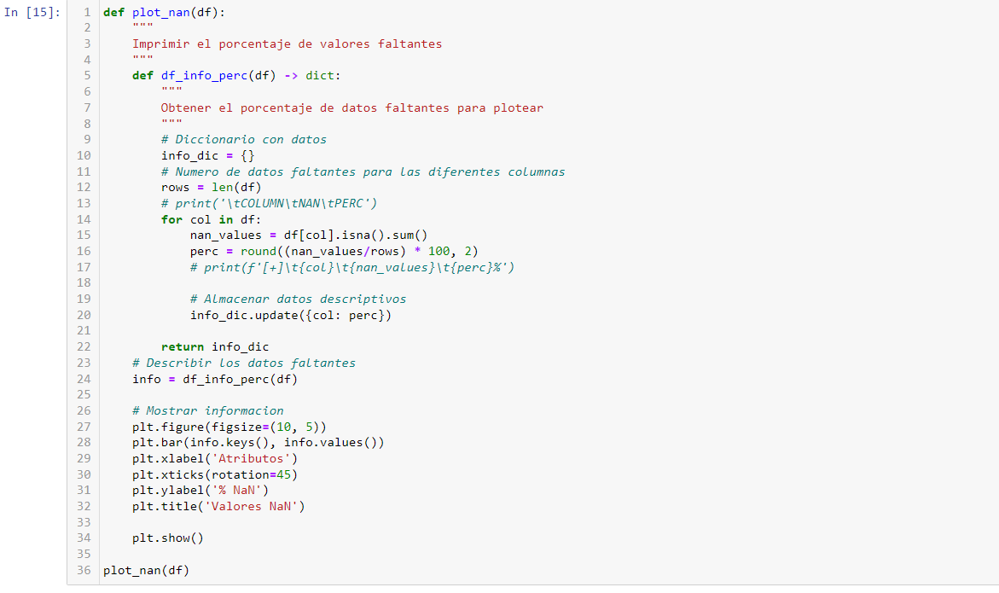 In [15]:
1 def plot_nan(df):
2     """
3     Imprimir el porcentaje de valores faltantes
4     """
5     def df_info_perc(df) -> dict:
6         """
7         Obtener el porcentaje de datos faltantes para plotear
8         """
9         # Diccionario con datos
10         info_dic = {}
11         # Numero de datos faltantes para las diferentes columnas
12         rows = len(df)
13         # print('\tCOLUMN\tNAN\tPERC')
14         for col in df:
15             nan_values = df[col].isna().sum()
16             perc = round((nan_values/rows) * 100, 2)
17             # print(f'[+]\t{col}\t{nan_values}\t{perc}%')
18
19             # Almacenar datos descriptivos
20             info_dic.update({col: perc})
21
22         return info_dic
23     # Describir los datos faltantes
24     info = df_info_perc(df)
25
26     # Mostrar informacion
27     plt.figure(figsize=(10, 5))
28     plt.bar(info.keys(), info.values())
29     plt.xlabel('Atributos')
30     plt.xticks(rotation=45)
31     plt.ylabel('% NaN')
32     plt.title('Valores NaN')
33
34     plt.show()
35
36 plot_nan(df)